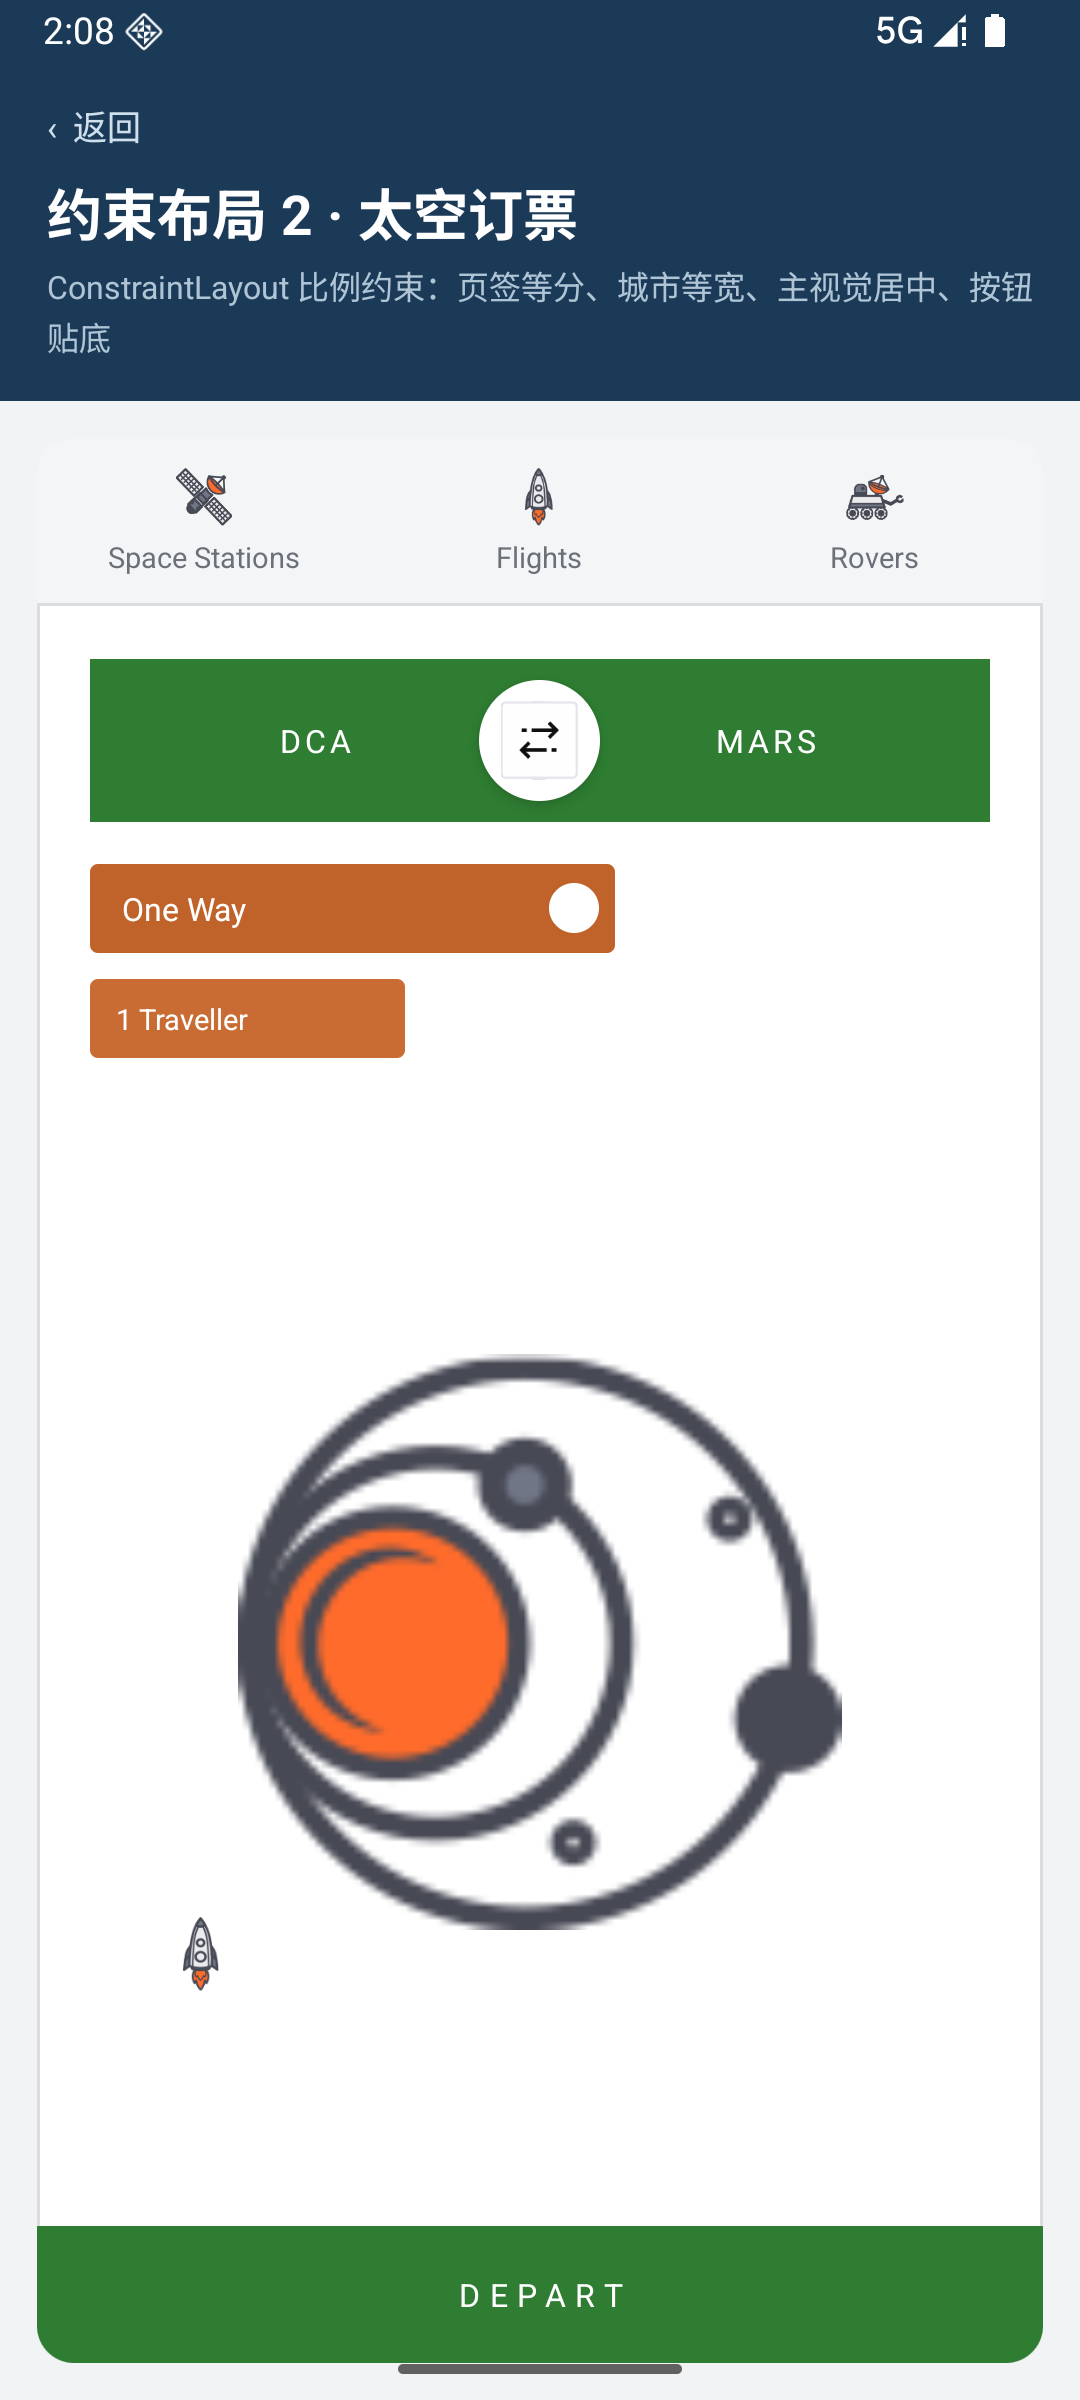 2:08
5G
‹ 返回
约束布局 2 · 太空订票
ConstraintLayout 比例约束：页签等分、城市等宽、主视觉居中、按钮
贴底
Space Stations
Flights
Rovers
DCA
MARS
One Way
1 Traveller
DEPART